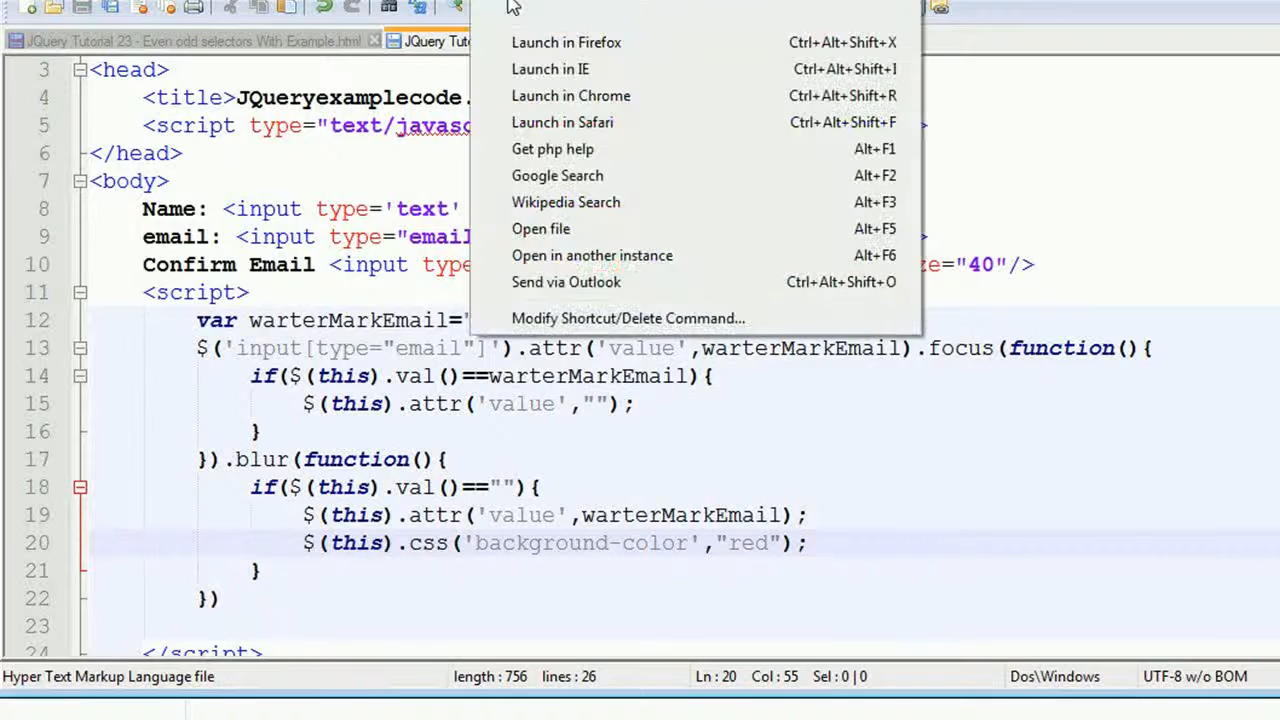 JQuery Tutorial 23 - Even odd selectors With Example.html
JQuery Tut
Launch in Firefox Ctrl+Alt+Shift+X
Launch in IE Ctrl+Alt+Shift+I
Launch in Chrome Ctrl+Alt+Shift+R
Launch in Safari Ctrl+Alt+Shift+F
Get php help Alt+F1
Google Search Alt+F2
Wikipedia Search Alt+F3
Open file Alt+F5
Open in another instance Alt+F6
Send via Outlook Ctrl+Alt+Shift+O
Modify Shortcut/Delete Command...
3 <head>
4 <title>JQueryexamplecode.
5 <script type="text/javasc >
6 </head>
7 <body>
8 Name: <input type='text'
9 email: <input type="email >
10 Confirm Email <input type ze="40"/>
11 <script>
12 var warterMarkEmail="
13 $('input[type="email"]').attr('value',warterMarkEmail).focus(function(){
14 if($(this).val()==warterMarkEmail){
15 $(this).attr('value',"");
16 }
17 }).blur(function(){
18 if($(this).val()==""){
19 $(this).attr('value',warterMarkEmail);
20 $(this).css('background-color',"red");
21 }
22 })
23
24 </script>
Hyper Text Markup Language file length : 756 lines : 26 Ln : 20 Col : 55 Sel : 0 | 0 Dos\Windows UTF-8 w/o BOM